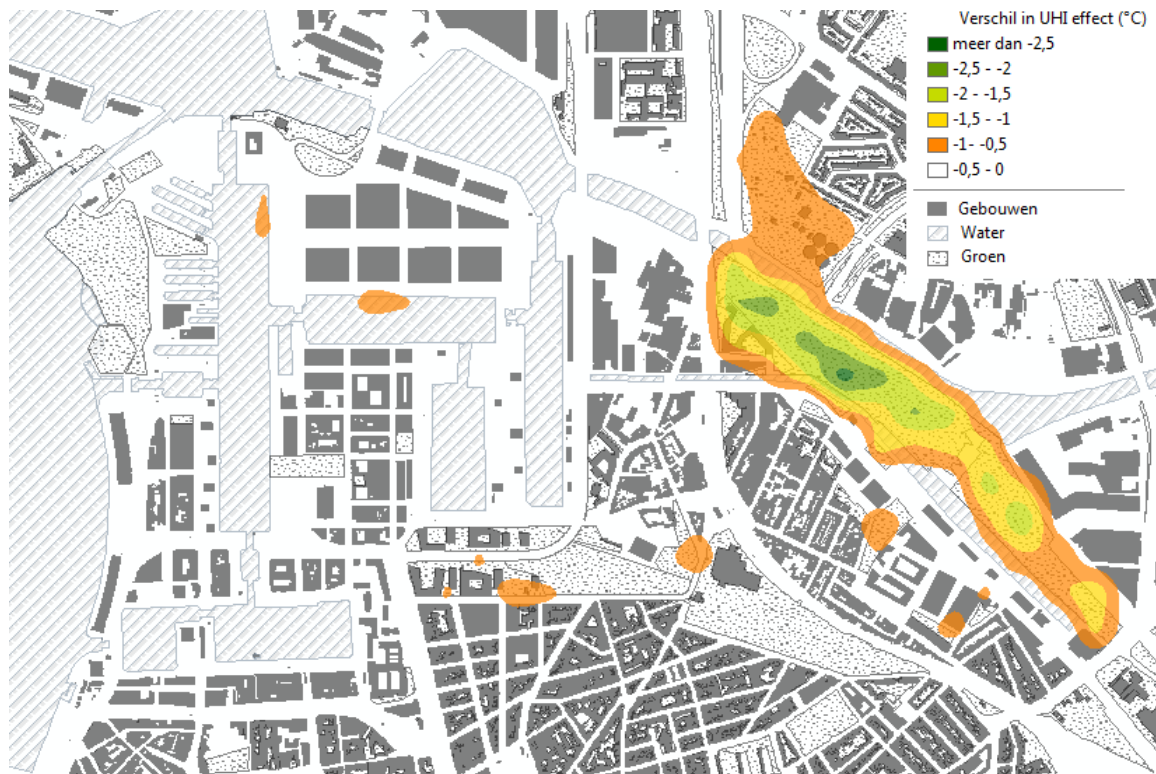 Verschil in UHI effect (°C)
meer dan -2,5
-2,5 - -2
-2 - -1,5
-1,5 - -1
-1- -0,5
-0,5 - 0
Gebouwen
Water
Groen